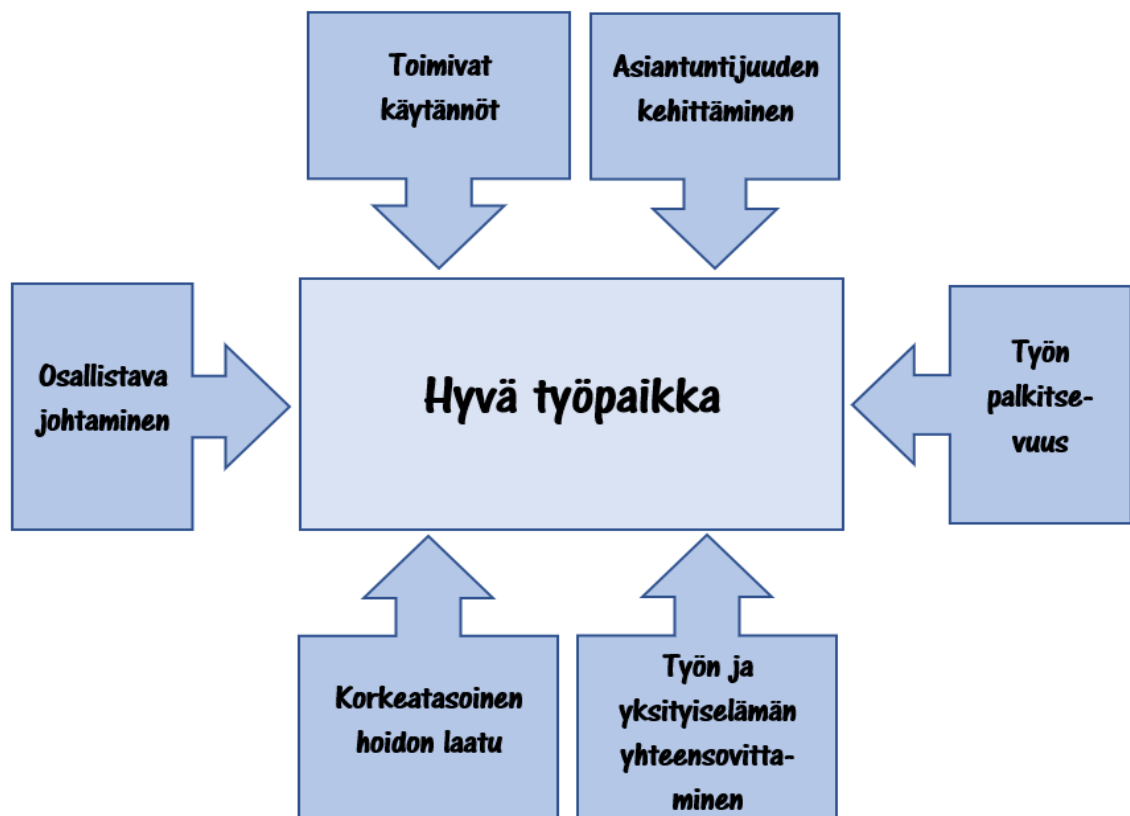 Toimivat
käytännöt
Asiantuntijuuden
kehittäminen
Osallistava
johtaminen
Hyvä työpaikka
Työn
palkitse-
vuus
Korkeatasoinen
hoidon laatu
Työn ja
yksityiselämän
yhteensovitta-
minen